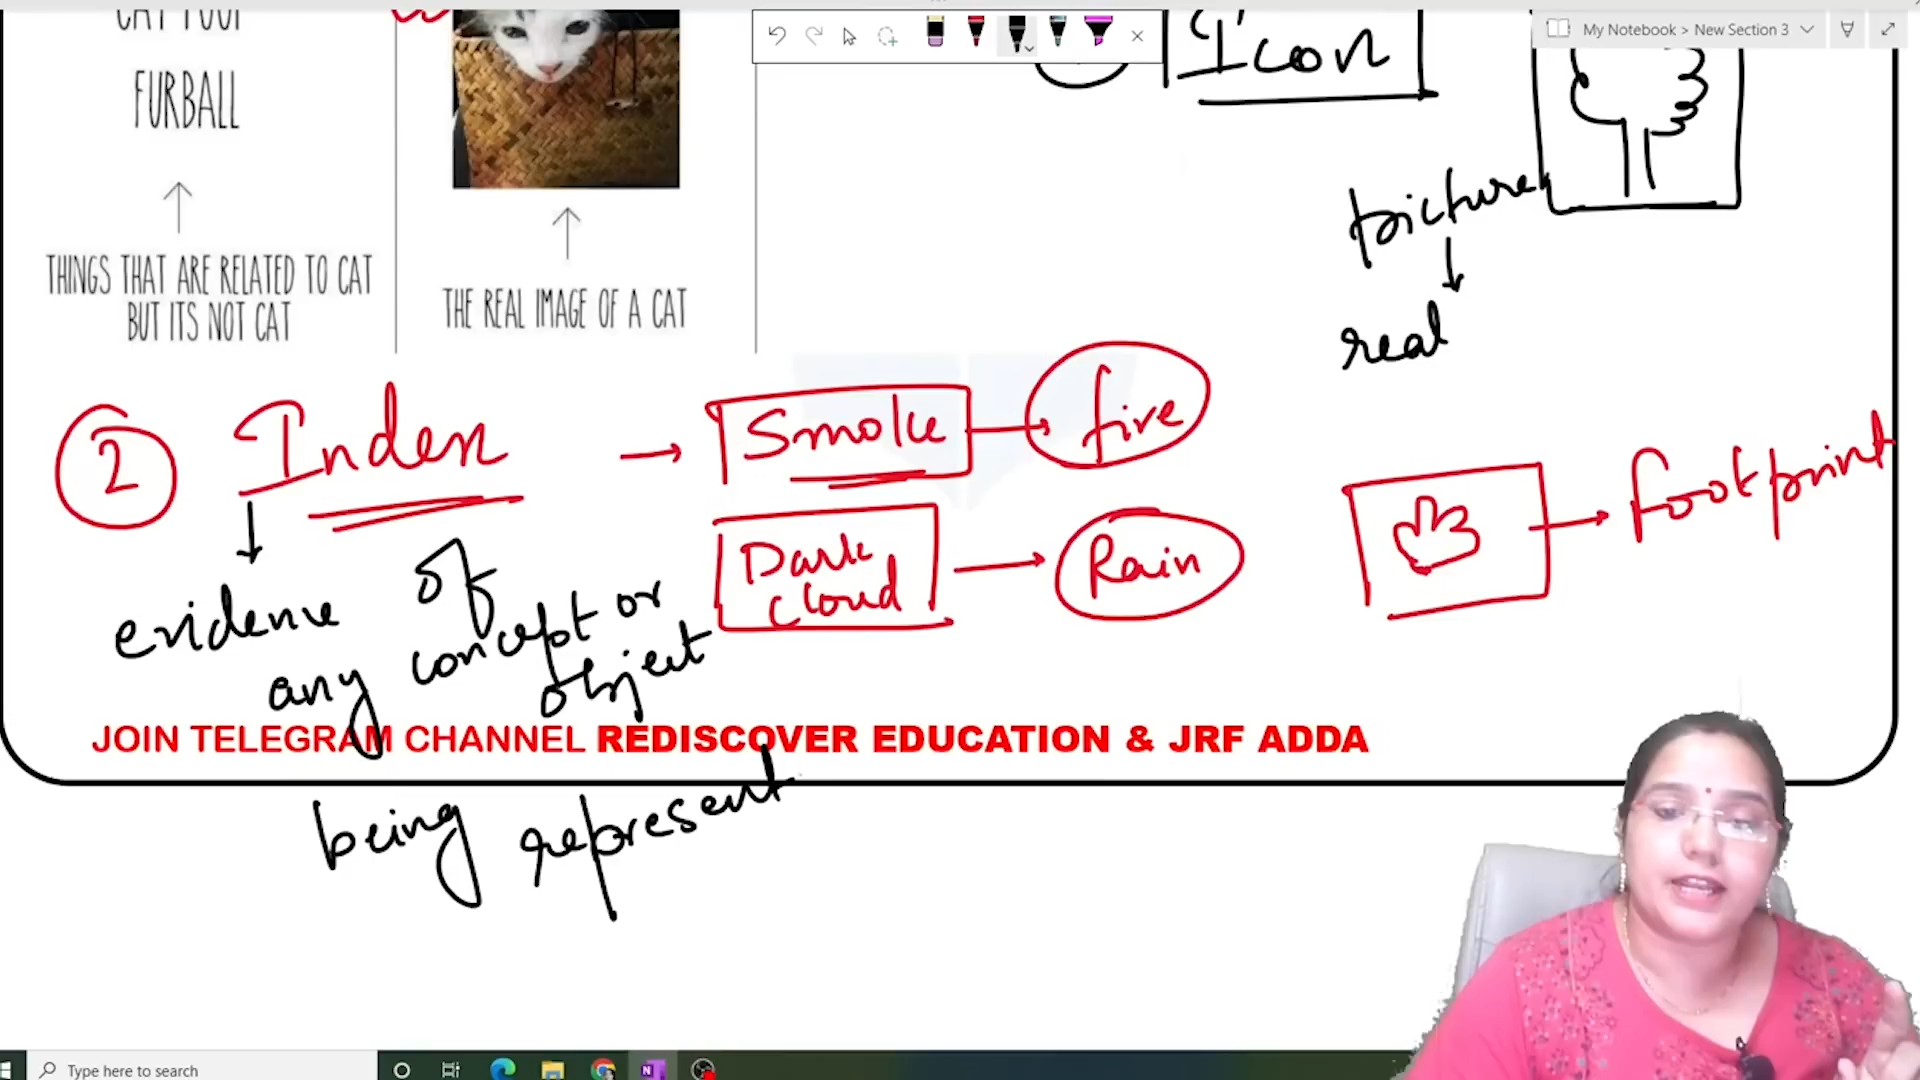 CAT FOOD
FURBALL
THINGS THAT ARE RELATED TO CAT
BUT ITS NOT CAT
THE REAL IMAGE OF A CAT
Icon
My Notebook > New Section 3
picture
real
2 Index → Smoke → fire
Dark
Cloud → Rain
→ footprint
evidence of
any concept or
object
JOIN TELEGRAM CHANNEL REDISCOVER EDUCATION & JRF ADDA
being represent
Type here to search